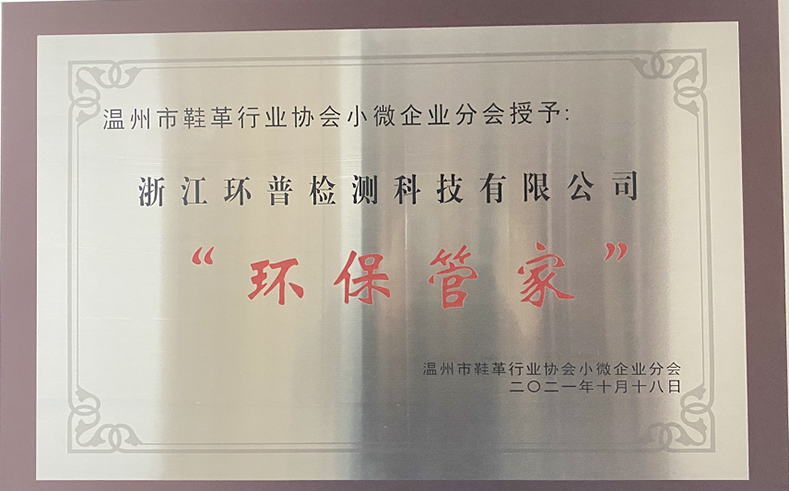 温州市鞋革行业协会小微企业分会授予:
浙江环普检测科技有限公司
“环保管家”
温州市鞋革行业协会小微企业分会
二〇二一年十月十八日